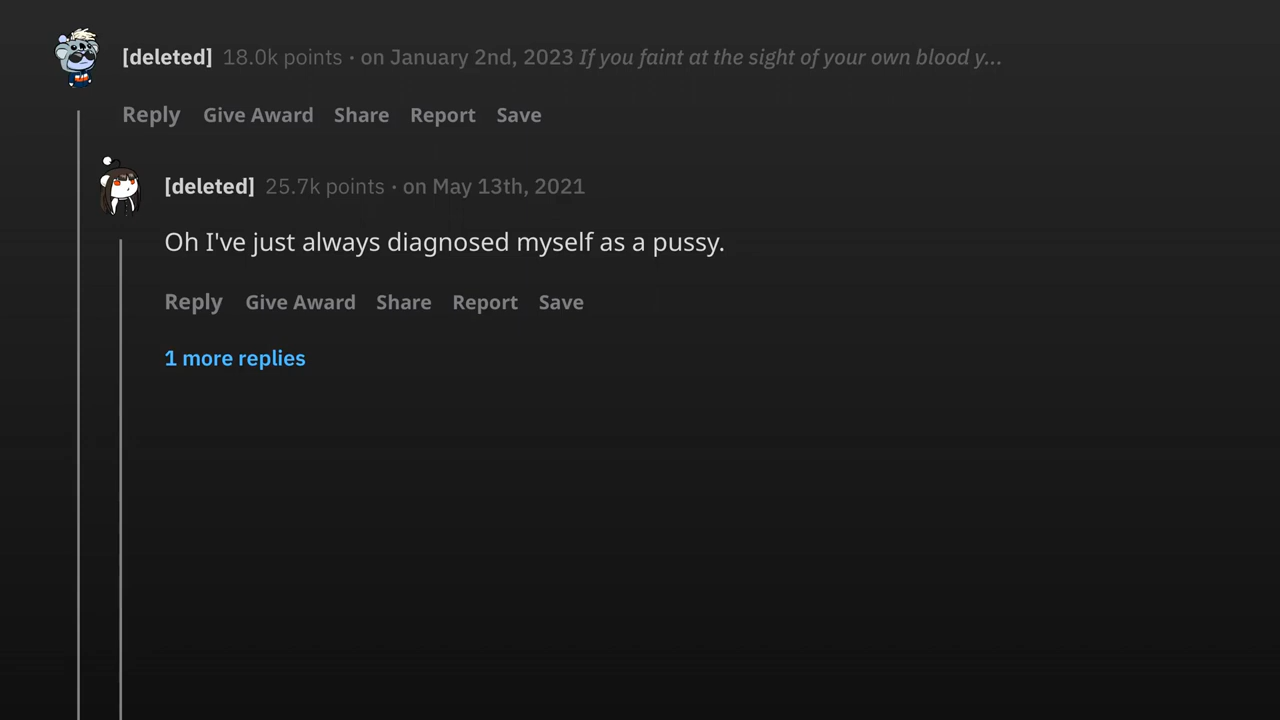 [deleted] 18.0k points · on January 2nd, 2023 If you faint at the sight of your own blood y...
Reply Give Award Share Report Save
[deleted] 25.7k points · on May 13th, 2021
Oh I've just always diagnosed myself as a pussy.
Reply Give Award Share Report Save
1 more replies